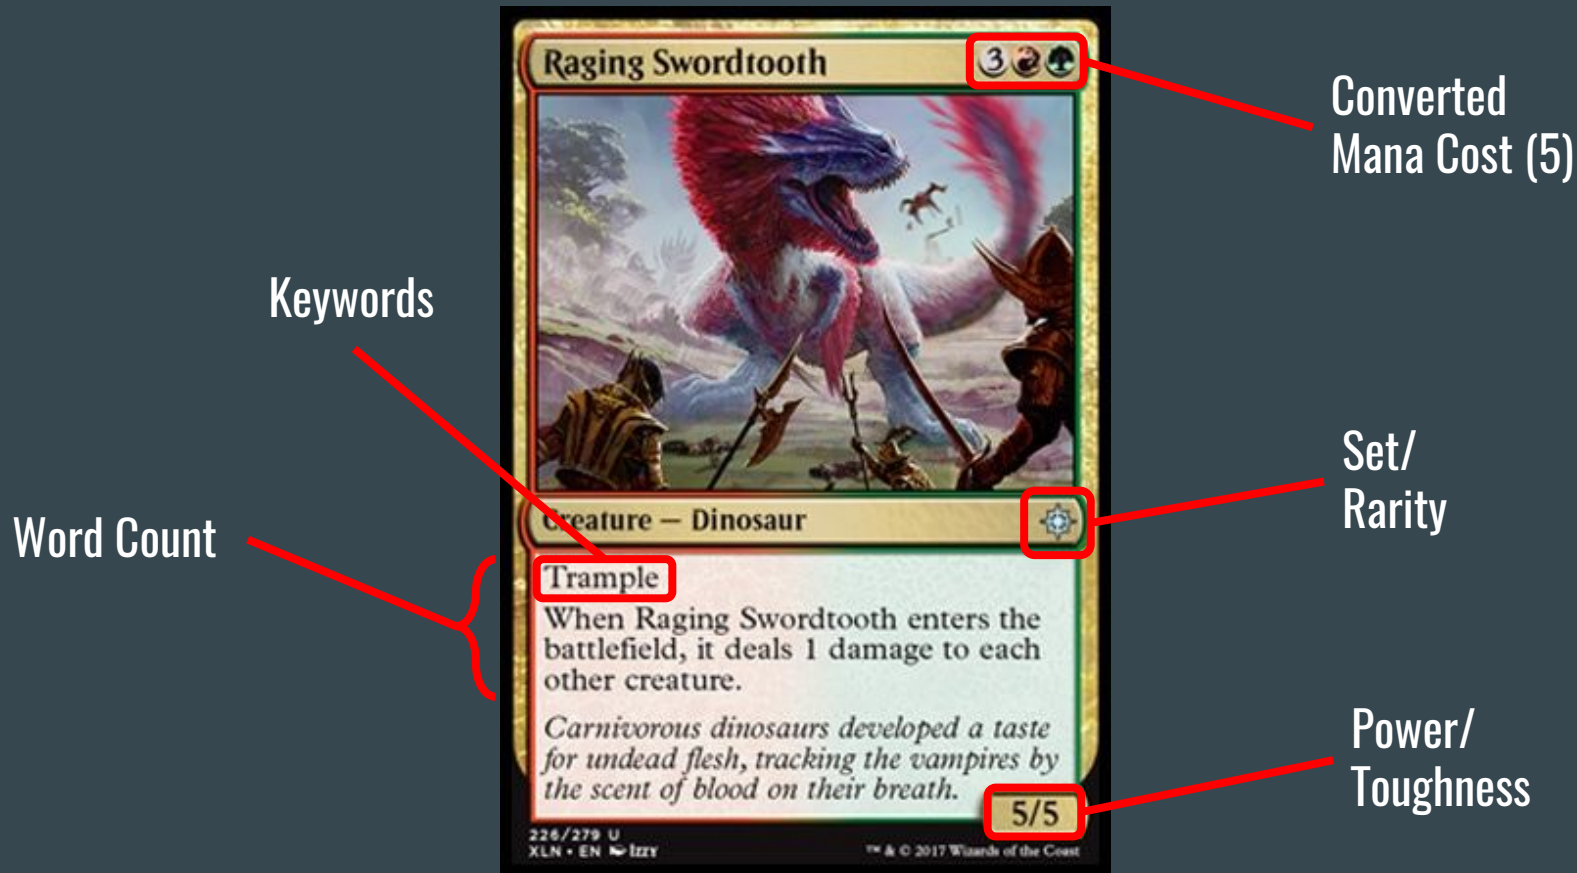 Raging Swordtooth
3
Converted
Mana Cost (5)
Keywords
Set/
Rarity
Word Count
Creature — Dinosaur
Trample
When Raging Swordtooth enters the
battlefield, it deals 1 damage to each
other creature.
Carnivorous dinosaurs developed a taste
for undead flesh, tracking the vampires by
the scent of blood on their breath.
Power/
Toughness
5/5
226/279 U
XLN • EN Izzy
™ & © 2017 Wizards of the Coast